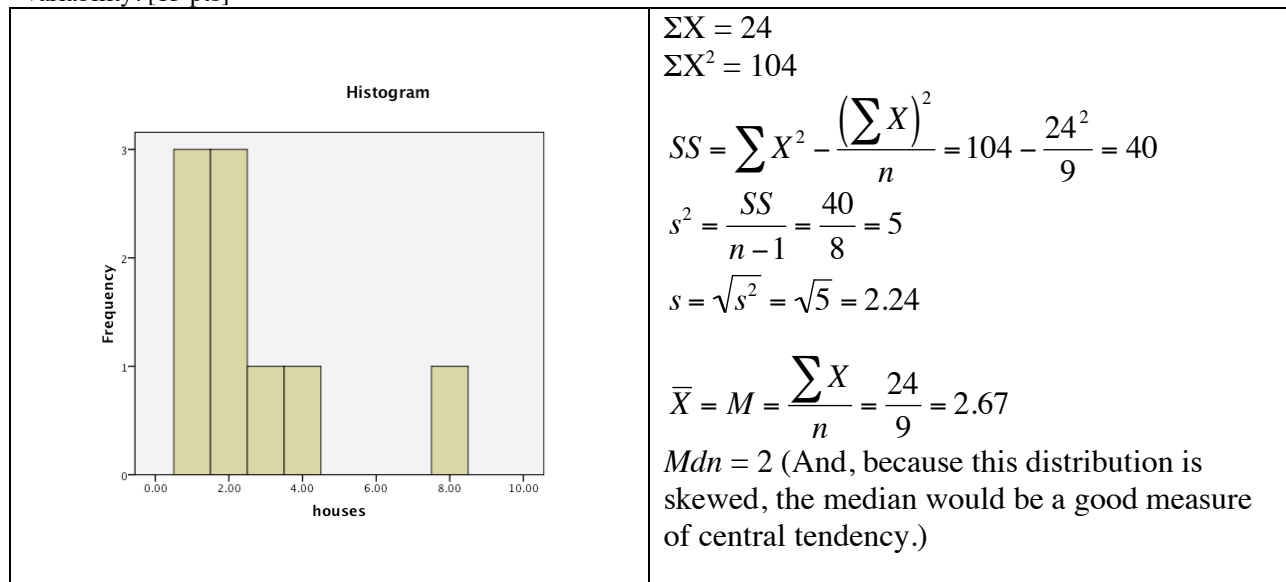 Histogram
3
2
1
0
Frequency
0.00 2.00 4.00 6.00 8.00 10.00
houses
ΣX = 24
ΣX² = 104
SS = ∑X² − (∑X)² / n = 104 − 24² / 9 = 40
s² = SS / n − 1 = 40 / 8 = 5
s = √s² = √5 = 2.24
X̅ = M = ∑X / n = 24 / 9 = 2.67
Mdn = 2 (And, because this distribution is
skewed, the median would be a good measure
of central tendency.)